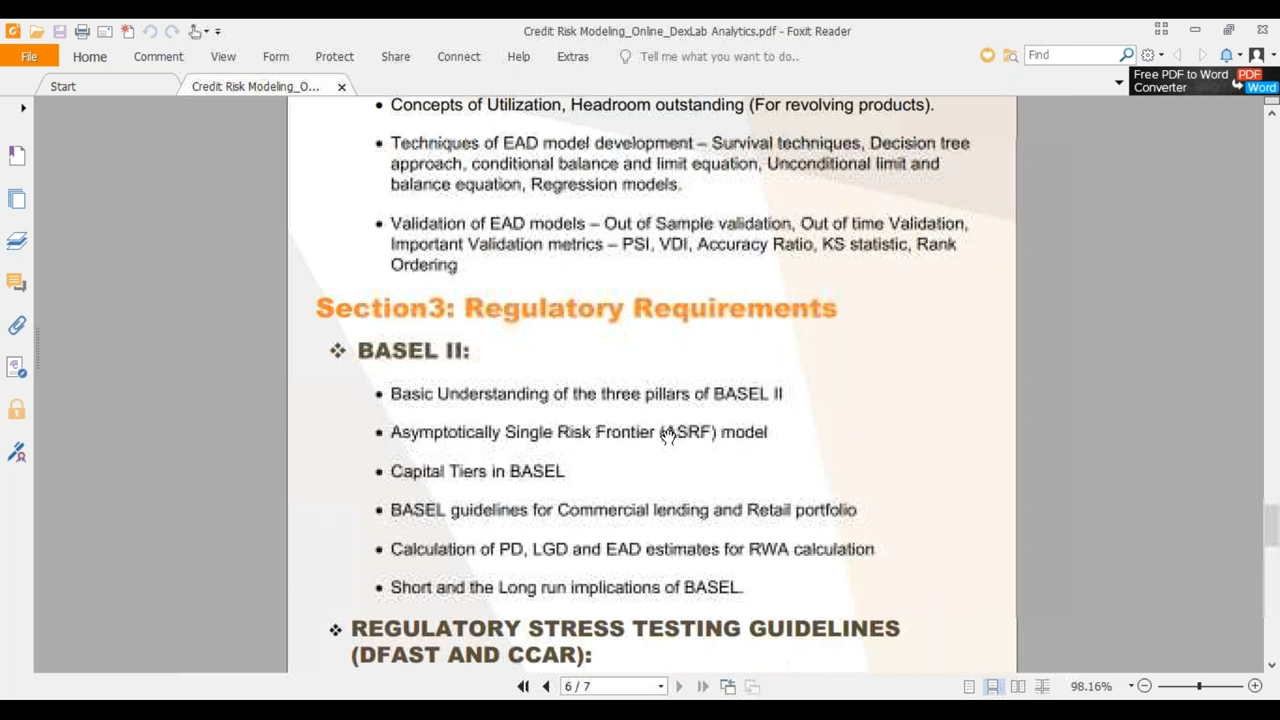 Credit Risk Modeling_Online_DexLab Analytics.pdf - Foxit Reader
File Home Comment View Form Protect Share Connect Help Extras Tell me what you want to do.. Find
Start Credit Risk Modeling_O...
Free PDF to Word Converter PDF Word
• Concepts of Utilization, Headroom outstanding (For revolving products).
• Techniques of EAD model development – Survival techniques, Decision tree
approach, conditional balance and limit equation, Unconditional limit and
balance equation, Regression models.
• Validation of EAD models – Out of Sample validation, Out of time Validation,
Important Validation metrics – PSI, VDI, Accuracy Ratio, KS statistic, Rank
Ordering
Section3: Regulatory Requirements
❖ BASEL II:
• Basic Understanding of the three pillars of BASEL II
• Asymptotically Single Risk Frontier (ASRF) model
• Capital Tiers in BASEL
• BASEL guidelines for Commercial lending and Retail portfolio
• Calculation of PD, LGD and EAD estimates for RWA calculation
• Short and the Long run implications of BASEL.
❖ REGULATORY STRESS TESTING GUIDELINES
(DFAST AND CCAR):
6 / 7
98.16%